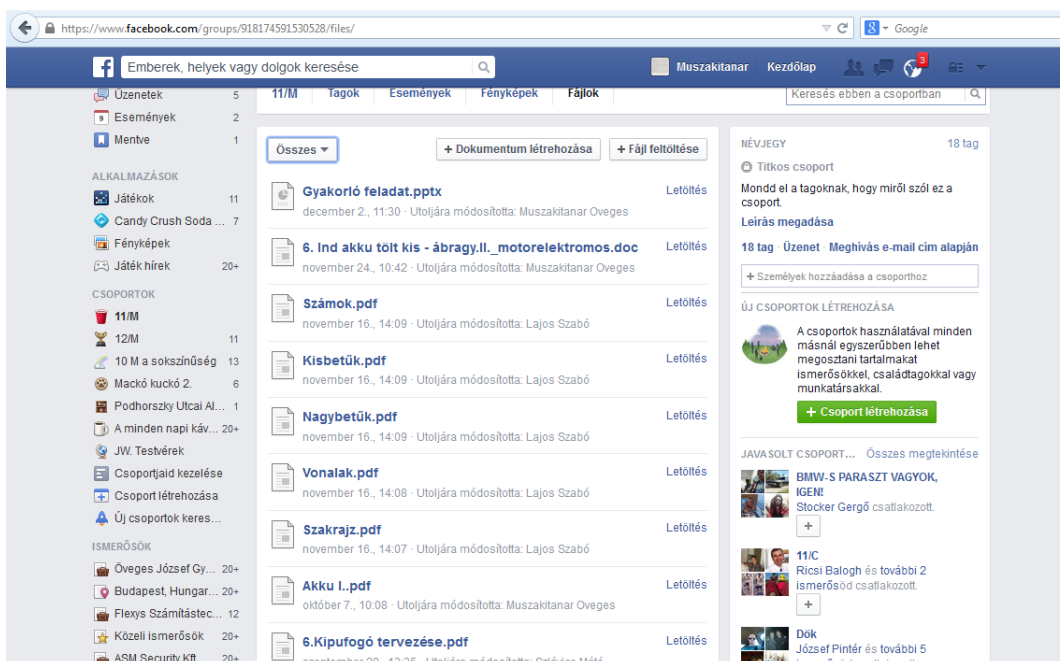 https://www.facebook.com/groups/918174591530528/files/
Google
Emberek, helyek vagy dolgok keresése
Muszakitanar
Kezdőlap
3
Üzenetek 5
Események 2
Mentve 1
ALKALMAZÁSOK
Játékok 11
Candy Crush Soda ... 7
Fényképek
Játék hírek 20+
CSOPORTOK
11/M
12/M 11
10 M a sokszínűség 13
Mackó kuckó 2. 6
Podhorszky Utcai Al... 1
A minden napi káv... 20+
JW. Testvérek
Csoportjaid kezelése
Csoport létrehozása
Új csoportok keres...
ISMERŐSÖK
Öveges József Gy... 20+
Budapest, Hungar... 20+
Flexys Számítástec... 12
Közeli ismerősök 20+
ASM Security Kft 20+
11/M Tagok Események Fényképek Fájlok
Keresés ebben a csoportban
Összes
+ Dokumentum létrehozása
+ Fájl feltöltése
Gyakorló feladat.pptx Letöltés
december 2., 11:30 · Utoljára módosította: Muszakitanar Oveges
6. Ind akku tölt kis - ábragy.II._motorelektromos.doc Letöltés
november 24., 10:42 · Utoljára módosította: Muszakitanar Oveges
Számok.pdf Letöltés
november 16., 14:09 · Utoljára módosította: Lajos Szabó
Kisbetűk.pdf Letöltés
november 16., 14:09 · Utoljára módosította: Lajos Szabó
Nagybetűk.pdf Letöltés
november 16., 14:09 · Utoljára módosította: Lajos Szabó
Vonalak.pdf Letöltés
november 16., 14:08 · Utoljára módosította: Lajos Szabó
Szakrajz.pdf Letöltés
november 16., 14:07 · Utoljára módosította: Lajos Szabó
Akku I..pdf Letöltés
október 7., 10:08 · Utoljára módosította: Muszakitanar Oveges
6.Kipufogó tervezése.pdf Letöltés
NÉVJEGY 18 tag
Titkos csoport
Mondd el a tagoknak, hogy miről szól ez a
csoport.
Leírás megadása
18 tag · Üzenet · Meghívás e-mail cím alapján
+ Személyek hozzáadása a csoporthoz
ÚJ CSOPORTOK LÉTREHOZÁSA
A csoportok használatával minden
másnál egyszerűbben lehet
megosztani tartalmakat
ismerősökkel, családtagokkal vagy
munkatársakkal.
+ Csoport létrehozása
JAVASOLT CSOPORT... Összes megtekintése
BMW-S PARASZT VAGYOK,
IGEN!
Stocker Gergő csatlakozott.
+
11/C
Ricsi Balogh és további 2
ismerősöd csatlakozott.
+
Dök
József Pintér és további 5